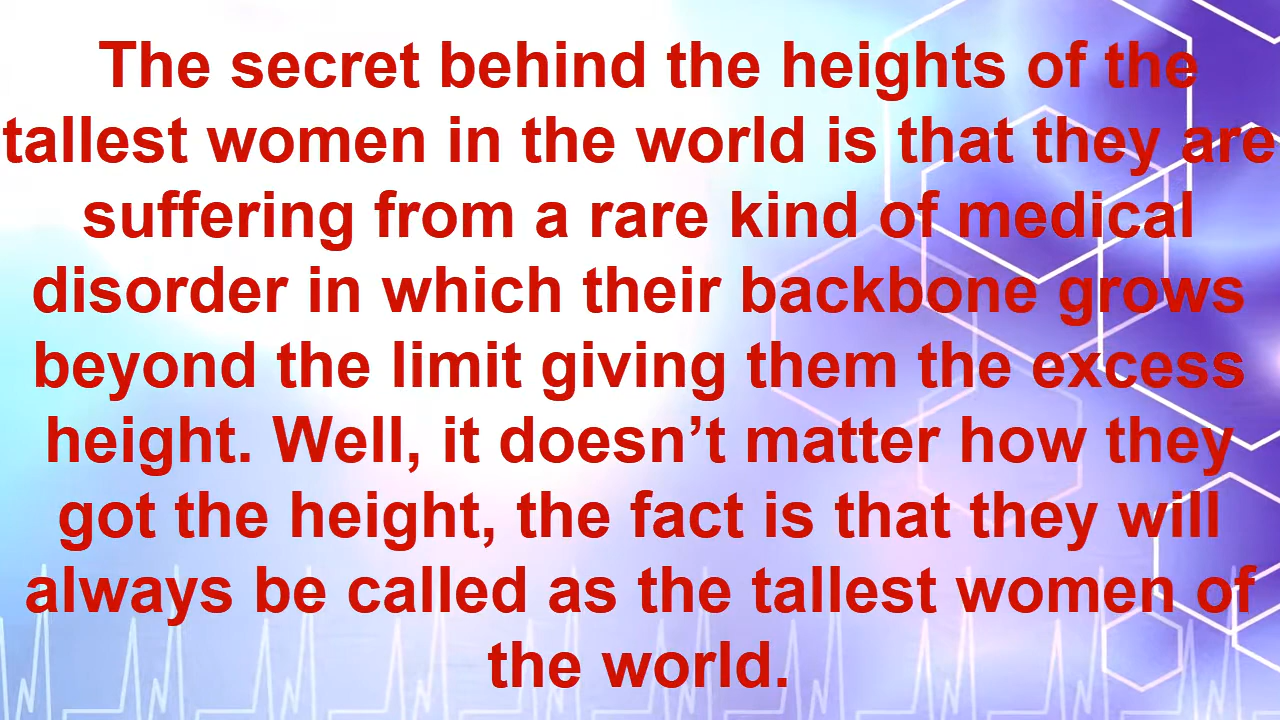 The secret behind the heights of the
tallest women in the world is that they are
suffering from a rare kind of medical
disorder in which their backbone grows
beyond the limit giving them the excess
height. Well, it doesn’t matter how they
got the height, the fact is that they will
always be called as the tallest women of
the world.